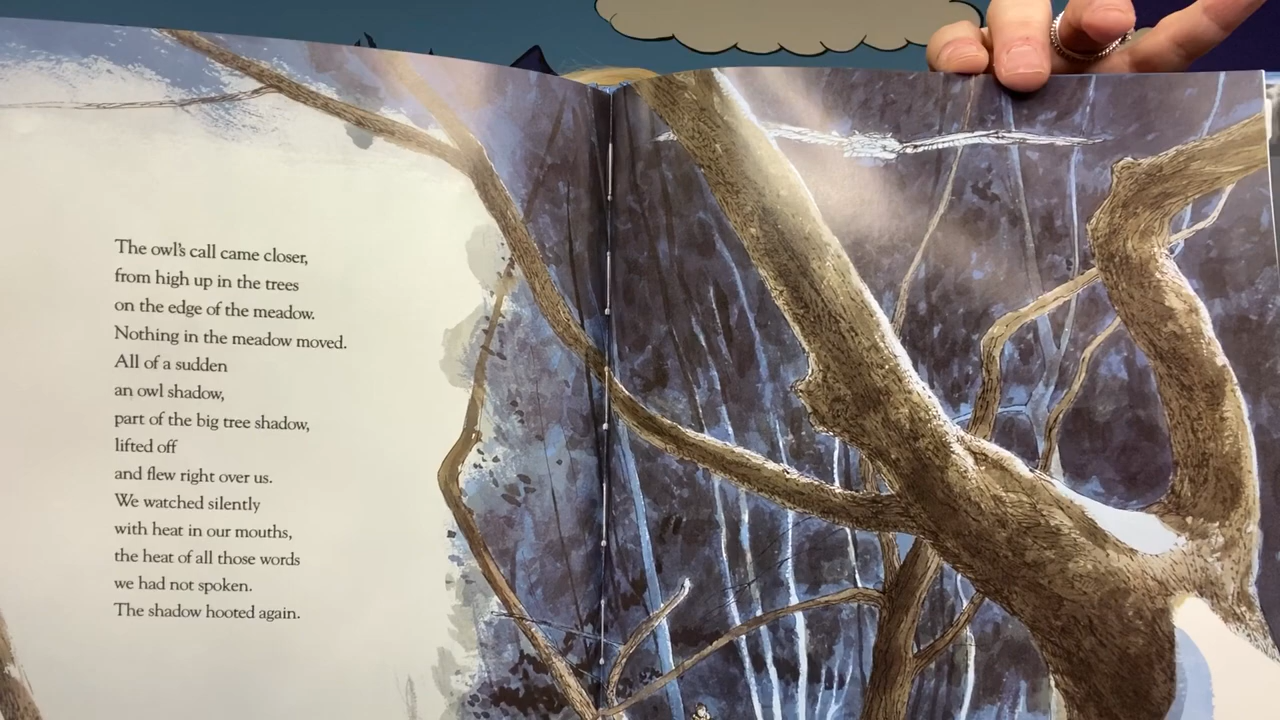 The owl's call came closer,
from high up in the trees
on the edge of the meadow.
Nothing in the meadow moved.
All of a sudden
an owl shadow,
part of the big tree shadow,
lifted off
and flew right over us.
We watched silently
with heat in our mouths,
the heat of all those words
we had not spoken.
The shadow hooted again.